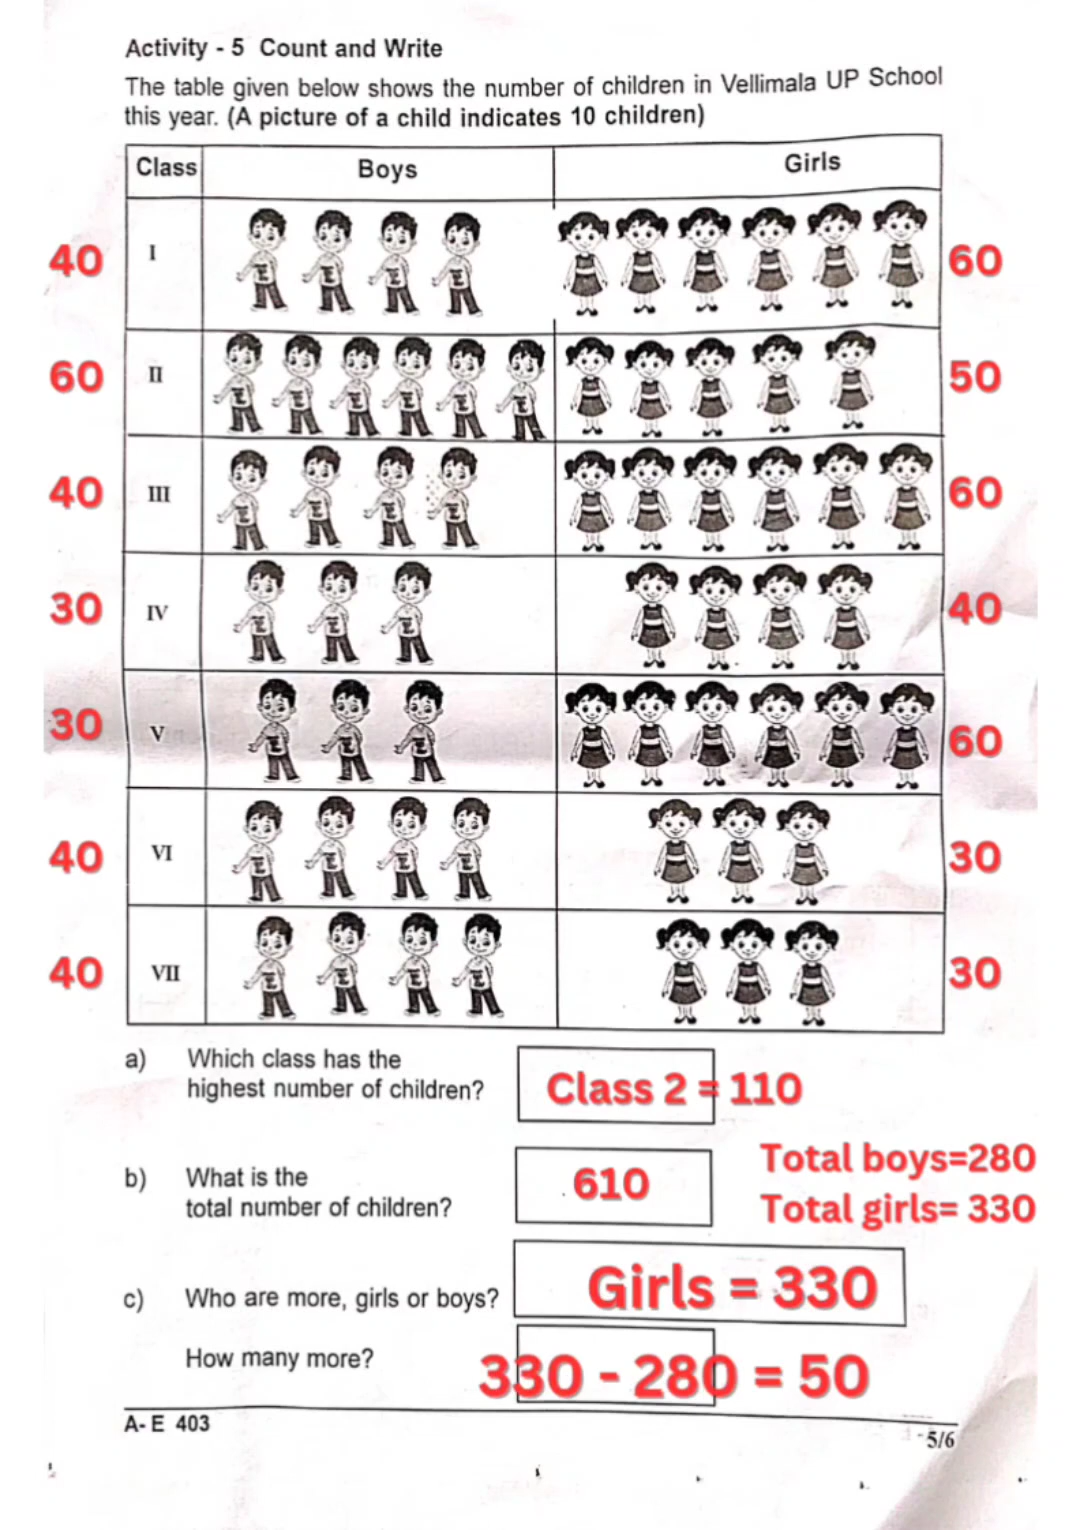 Activity - 5 Count and Write
The table given below shows the number of children in Vellimala UP School
this year. (A picture of a child indicates 10 children)
Class Boys Girls
40 I 60
60 II 50
40 III 60
30 IV 40
30 V 60
40 VI 30
40 VII 30
a) Which class has the
highest number of children?
Class 2 = 110
b) What is the
total number of children?
610
Total boys=280
Total girls= 330
c) Who are more, girls or boys?
Girls = 330
How many more?
330 - 280 = 50
A- E 403
5/6